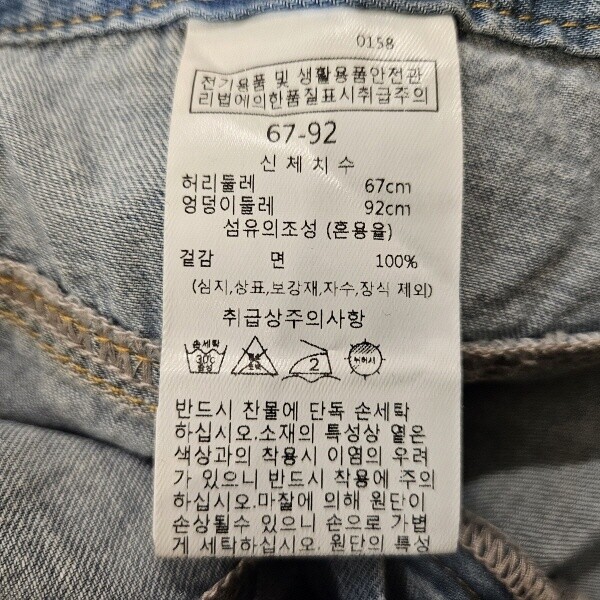 0158
전기용품 및 생활용품안전관
리법에의한품질표시취급주의
67-92
신체치수
허리둘레 67cm
엉덩이둘레 92cm
섬유의조성 (혼용율)
겉감 면 100%
(심지,상표,보강재,자수,장식 제외)
취급상주의사항
손세탁
30℃
중성
2
반드시 찬물에 단독 손세탁
하십시오.소재의 특성상 옅은
색상과의 착용시 이염의 우려
가 있으니 반드시 착용에 주의
하십시오.마찰에 의해 원단이
손상될수 있으니 손으로 가볍
게 세탁하십시오. 원단의 특성